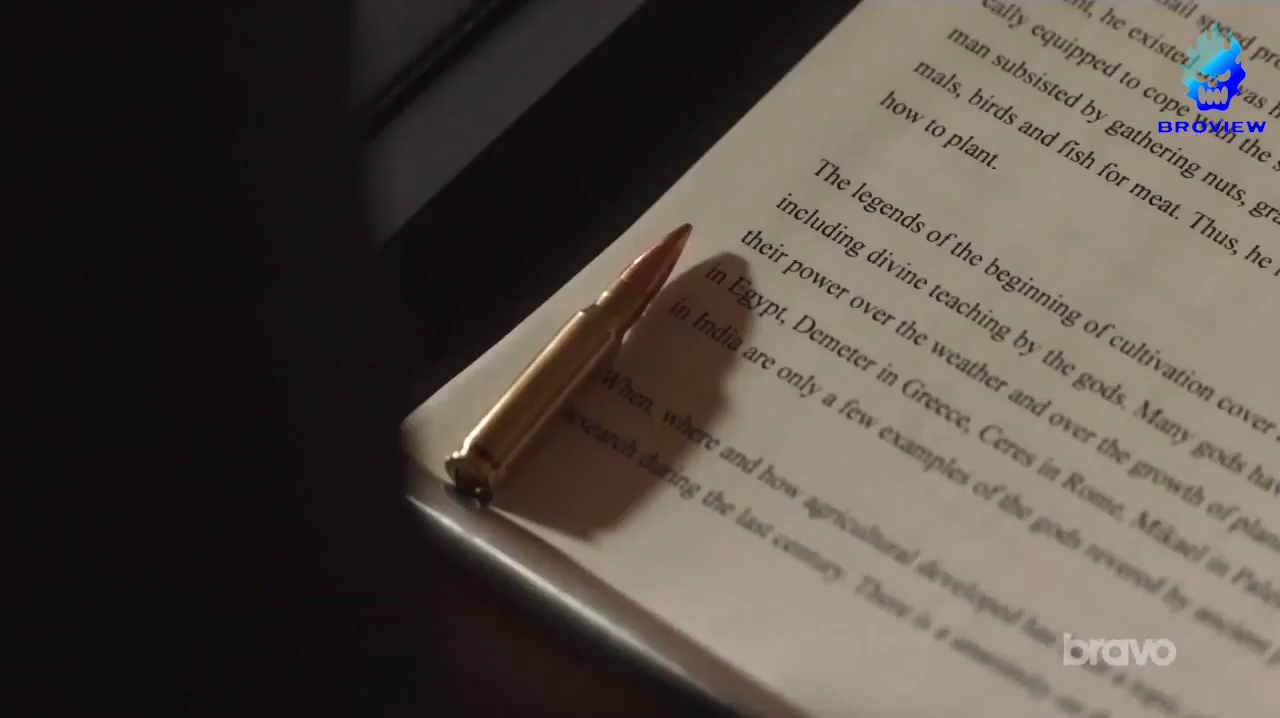 speed
he existed was
cally equipped to cope with the
man subsisted by gathering nuts,
mals, birds and fish for meat. Thus, he
how to plant.
The legends of the beginning of cultivation cover
including divine teaching by the gods. Many gods
their power over the weather and over the growth of
in Egypt, Demeter in Greece, Ceres in Rome, Mikael in
in India are only a few examples of the gods revered by ancient
When, where and how agricultural developed has
research during the last century. There is a
BROVIEW
bravo